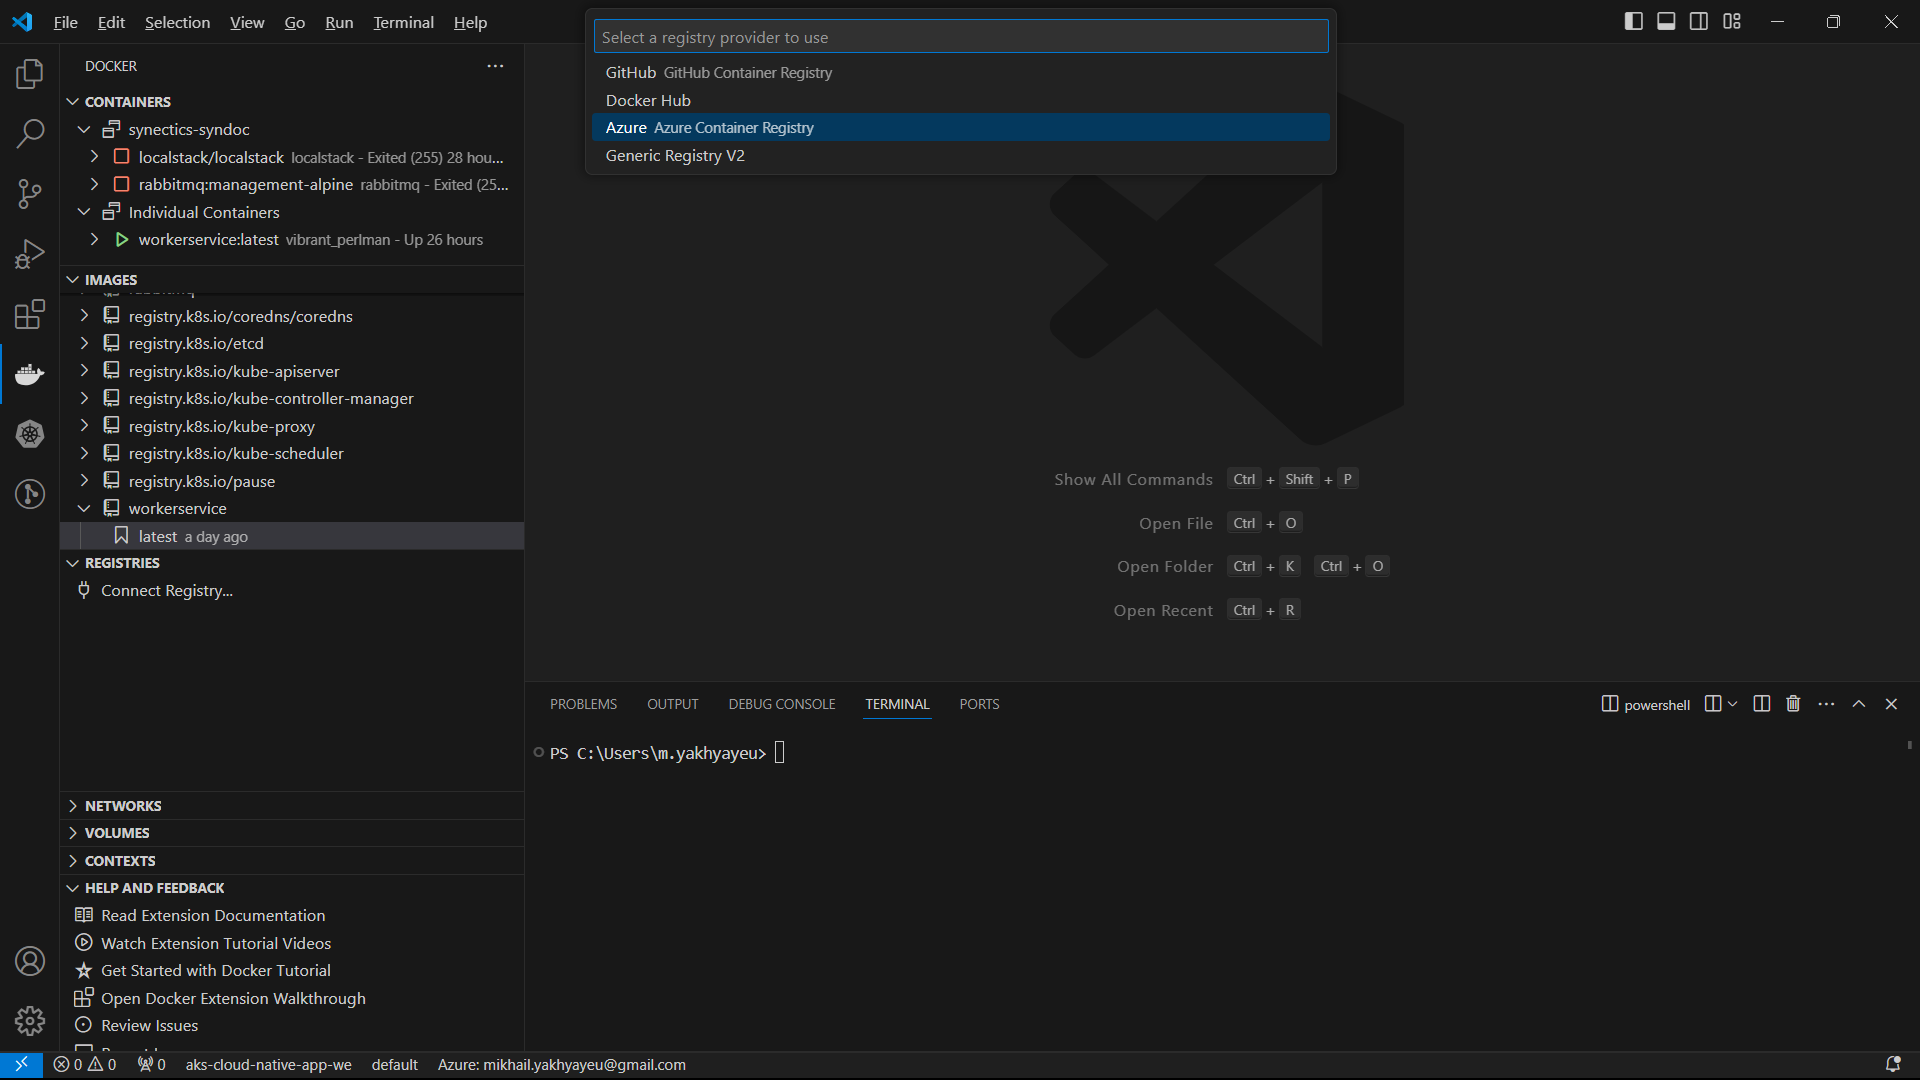 File Edit Selection View Go Run Terminal Help
Select a registry provider to use
GitHub GitHub Container Registry
Docker Hub
Azure Azure Container Registry
Generic Registry V2
DOCKER
CONTAINERS
synectics-syndoc
localstack/localstack localstack - Exited (255) 28 hou...
rabbitmq:management-alpine rabbitmq - Exited (25...
Individual Containers
workerservice:latest vibrant_perlman - Up 26 hours
IMAGES
registry.k8s.io/coredns/coredns
registry.k8s.io/etcd
registry.k8s.io/kube-apiserver
registry.k8s.io/kube-controller-manager
registry.k8s.io/kube-proxy
registry.k8s.io/kube-scheduler
registry.k8s.io/pause
workerservice
latest a day ago
REGISTRIES
Connect Registry...
NETWORKS
VOLUMES
CONTEXTS
HELP AND FEEDBACK
Read Extension Documentation
Watch Extension Tutorial Videos
Get Started with Docker Tutorial
Open Docker Extension Walkthrough
Review Issues
Show All Commands Ctrl + Shift + P
Open File Ctrl + O
Open Folder Ctrl + K Ctrl + O
Open Recent Ctrl + R
PROBLEMS OUTPUT DEBUG CONSOLE TERMINAL PORTS
powershell
PS C:\Users\m.yakhyayeu>
0 0 0 aks-cloud-native-app-we default Azure: mikhail.yakhyayeu@gmail.com